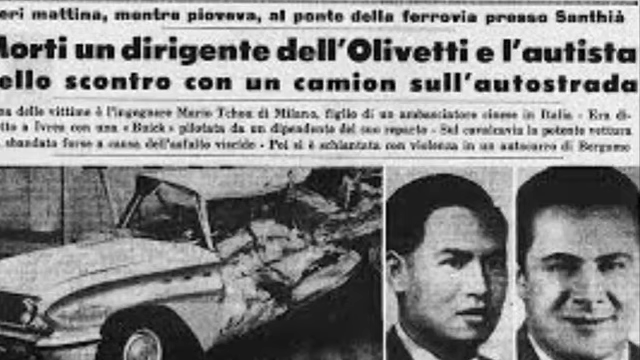 eri mattina, mentre pioveva, al ponte della ferrovia presso Santhià
Morti un dirigente dell'Olivetti e l'autista
ello scontro con un camion sull'autostrada
na delle vittime è l'ingegnere Mario Tchou di Milano, figlio di un ambasciatore cinese in Italia - Era di-
tto a Ivrea con una «Buick» pilotata da un dipendente del suo reparto - Sul cavalcavia la potente vettura
sbandata forse a causa dell'asfalto viscido - Poi si è schiantata con violenza in un autocarro di Bergamo